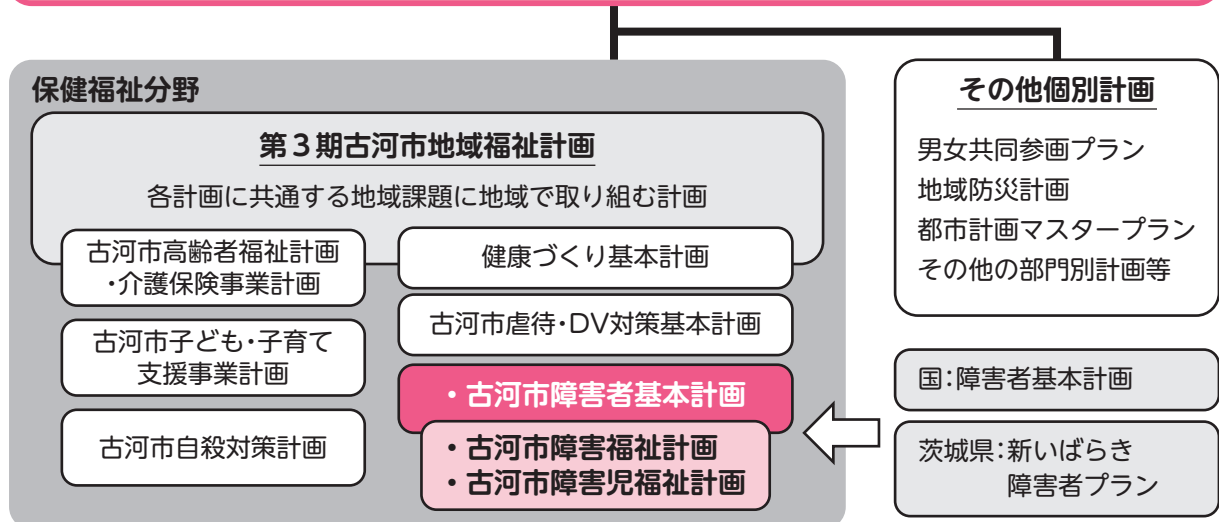 保健福祉分野
第3期古河市地域福祉計画
各計画に共通する地域課題に地域で取り組む計画
古河市高齢者福祉計画
・介護保険事業計画
古河市子ども・子育て
支援事業計画
古河市自殺対策計画
健康づくり基本計画
古河市虐待・DV対策基本計画
・古河市障害者基本計画
・古河市障害福祉計画
・古河市障害児福祉計画
その他個別計画
男女共同参画プラン
地域防災計画
都市計画マスタープラン
その他の部門別計画等
国：障害者基本計画
茨城県：新いばらき
障害者プラン